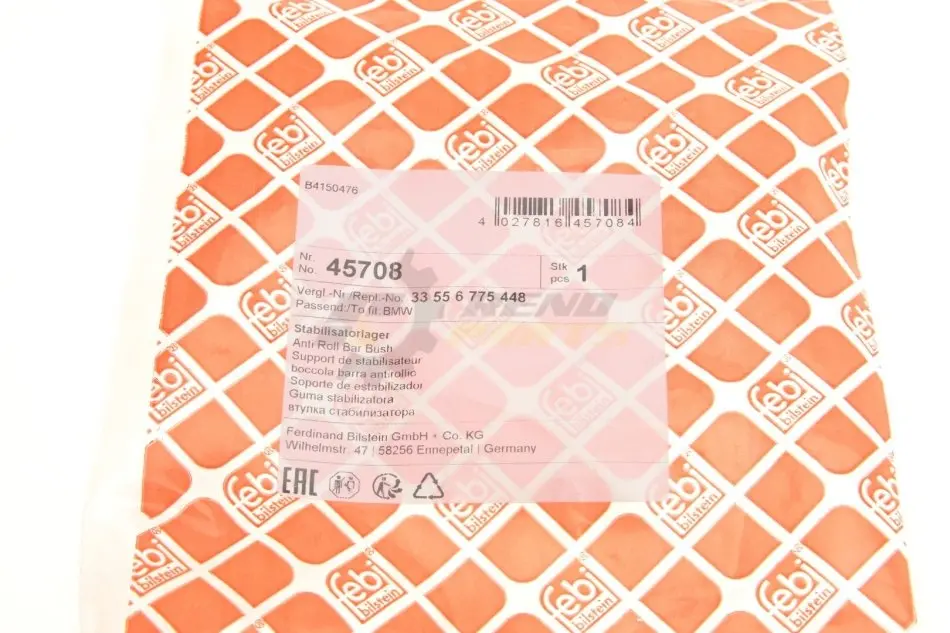 B4150476
4 027816 457084
Nr.
No. 45708
Stk
pcs 1
Vergl.-Nr./Repl.-No. 33 55 6 775 448
Passend:/To fit: BMW
Stabilisatorlager
Anti Roll Bar Bush
Support de stabilisateur
boccola barra antirollio
Soporte de estabilizador
Guma stabilizatora
втулка стабилизатора
Ferdinand Bilstein GmbH + Co. KG
Wilhelmstr. 47 | 58256 Ennepetal | Germany
EAC
febi
bilstein